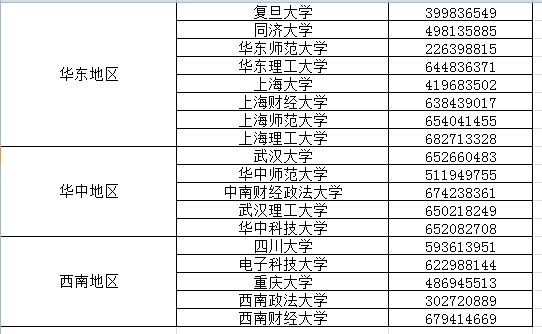 华东地区
复旦大学 399836549
同济大学 498135885
华东师范大学 226398815
华东理工大学 644836371
上海大学 419683502
上海财经大学 638439017
上海师范大学 654041455
上海理工大学 682713328
华中地区
武汉大学 652660483
华中师范大学 511949755
中南财经政法大学 674238361
武汉理工大学 650218249
华中科技大学 652082708
西南地区
四川大学 593613951
电子科技大学 622988144
重庆大学 486945513
西南政法大学 302720889
西南财经大学 679414669